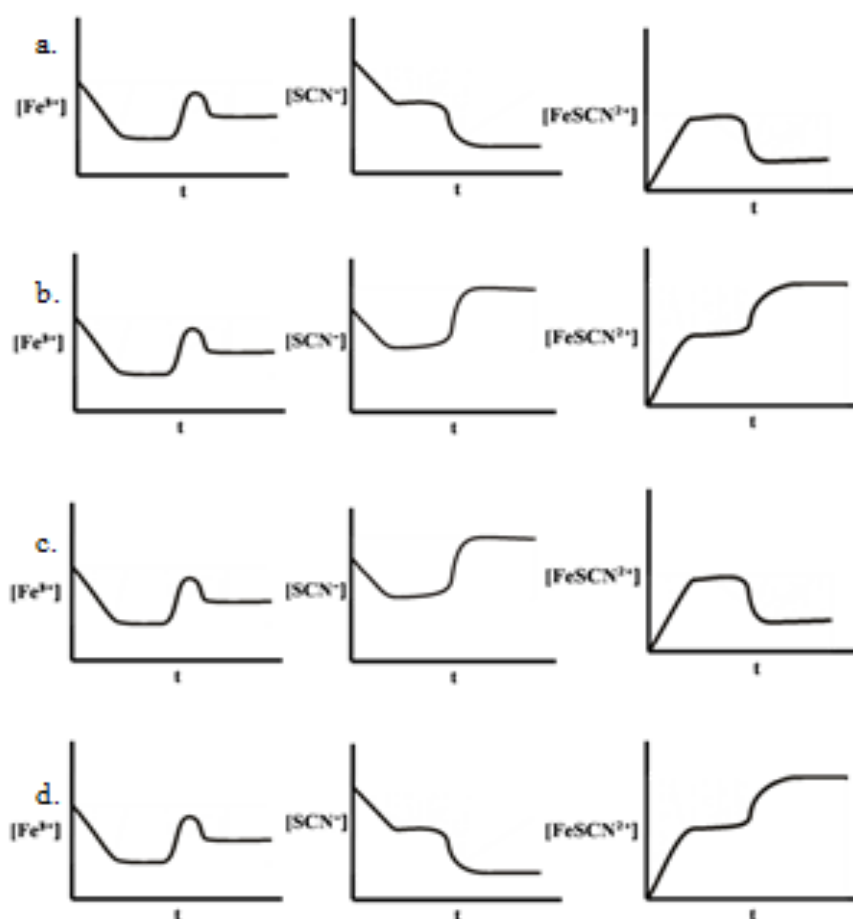 a.
[Fe³⁺] [SCN⁻] [FeSCN²⁺]
t t t
b.
[Fe³⁺] [SCN⁻] [FeSCN²⁺]
t t t
c.
[Fe³⁺] [SCN⁻] [FeSCN²⁺]
t t t
d.
[Fe³⁺] [SCN⁻] [FeSCN²⁺]
t t t